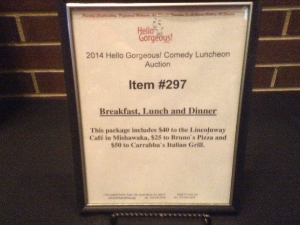 Hello
Gorgeous!
2014 Hello Gorgeous! Comedy Luncheon
Auction
Item #297
Breakfast, Lunch and Dinner
This package includes $40 to the Lincolnway
Café in Mishawaka, $25 to Bruno's Pizza and
$50 to Carrabba's Italian Grill.